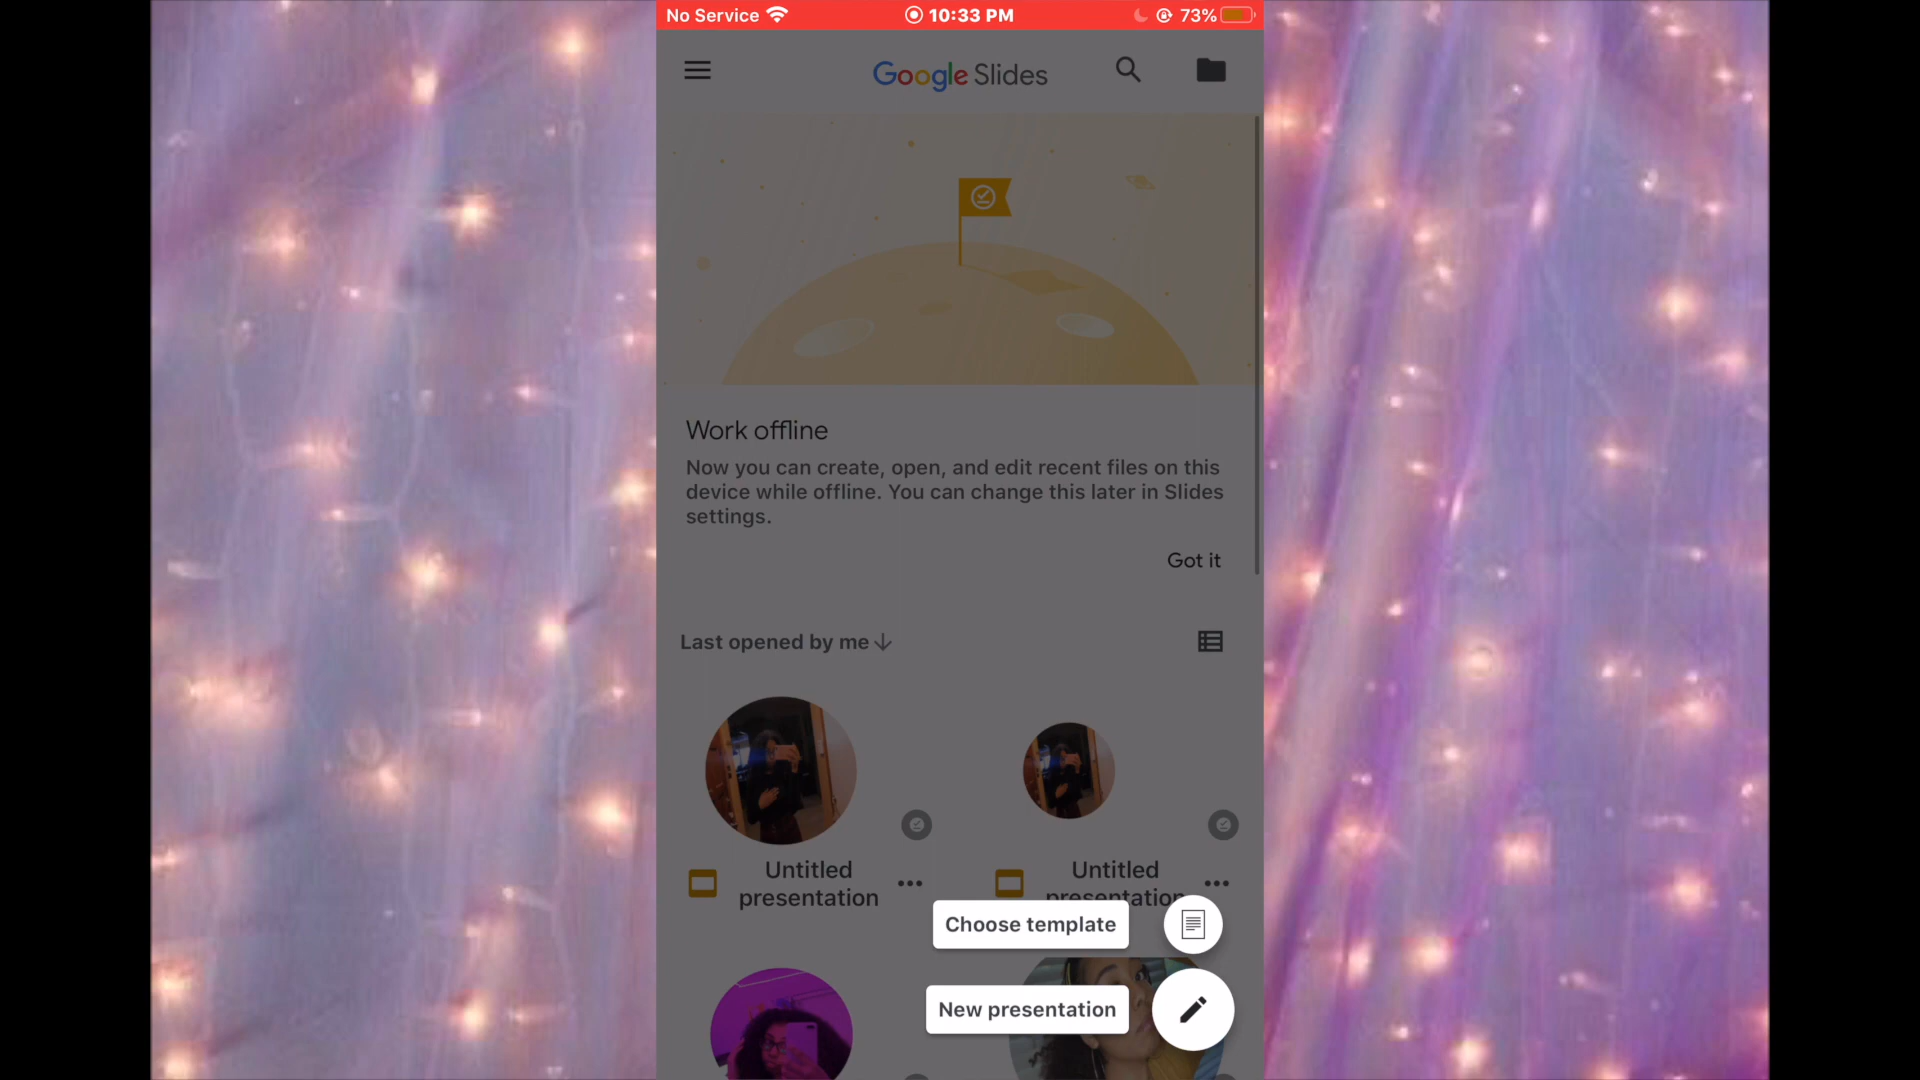 No Service 10:33 PM 73%
Google Slides
Work offline
Now you can create, open, and edit recent files on this
device while offline. You can change this later in Slides
settings.
Got it
Last opened by me
Untitled
presentation
Untitled
presentation
Choose template
New presentation